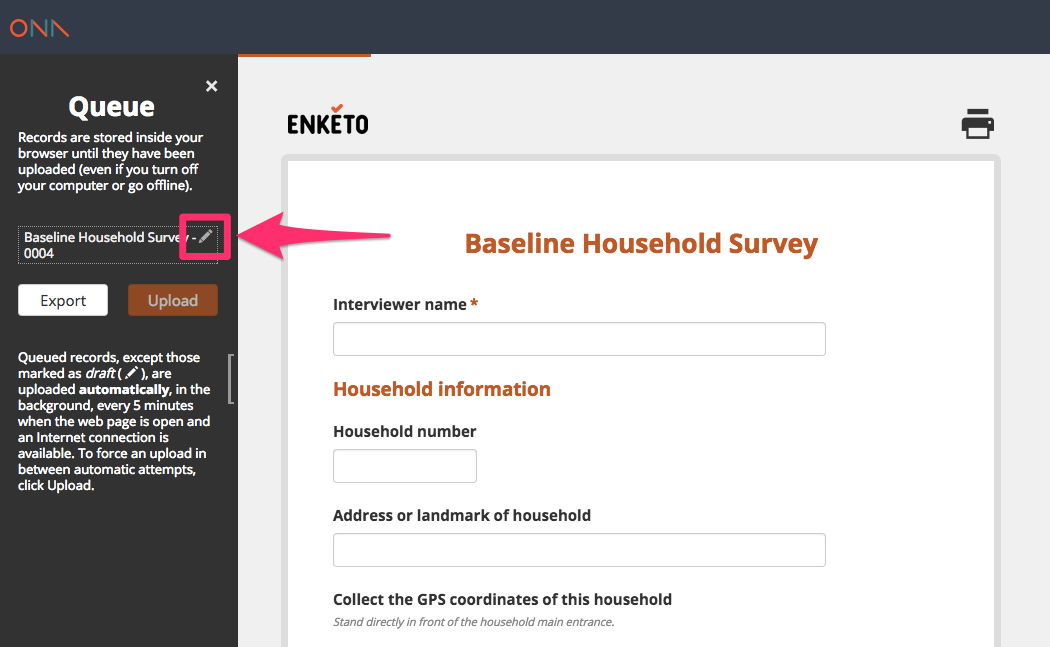 ONA
Queue
Records are stored inside your
browser until they have been
uploaded (even if you turn off
your computer or go offline).
Baseline Household Survey -
0004
Export
Upload
Queued records, except those
marked as draft ( ), are
uploaded automatically, in the
background, every 5 minutes
when the web page is open and
an Internet connection is
available. To force an upload in
between automatic attempts,
click Upload.
ENKETO
Baseline Household Survey
Interviewer name *
Household information
Household number
Address or landmark of household
Collect the GPS coordinates of this household
Stand directly in front of the household main entrance.